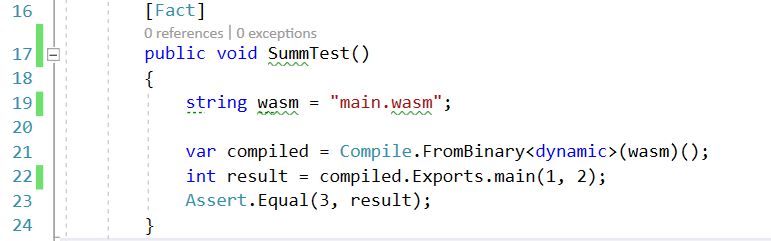 16 [Fact]
0 references | 0 exceptions
17 public void SummTest()
18 {
19 string wasm = "main.wasm";
20
21 var compiled = Compile.FromBinary<dynamic>(wasm)();
22 int result = compiled.Exports.main(1, 2);
23 Assert.Equal(3, result);
24 }